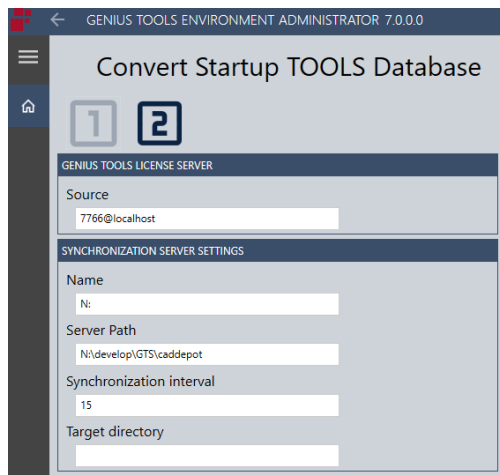 GENIUS TOOLS ENVIRONMENT ADMINISTRATOR 7.0.0.0
Convert Startup TOOLS Database
1 2
GENIUS TOOLS LICENSE SERVER
Source
7766@localhost
SYNCHRONIZATION SERVER SETTINGS
Name
N:
Server Path
N:\develop\GTS\caddepot
Synchronization interval
15
Target directory